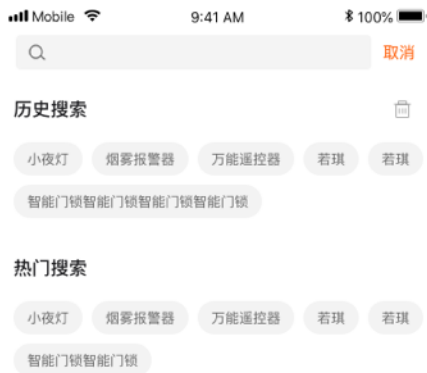 Mobile 9:41 AM 100%
取消
历史搜索
小夜灯 烟雾报警器 万能遥控器 若琪 若琪
智能门锁智能门锁智能门锁智能门锁
热门搜索
小夜灯 烟雾报警器 万能遥控器 若琪 若琪
智能门锁智能门锁